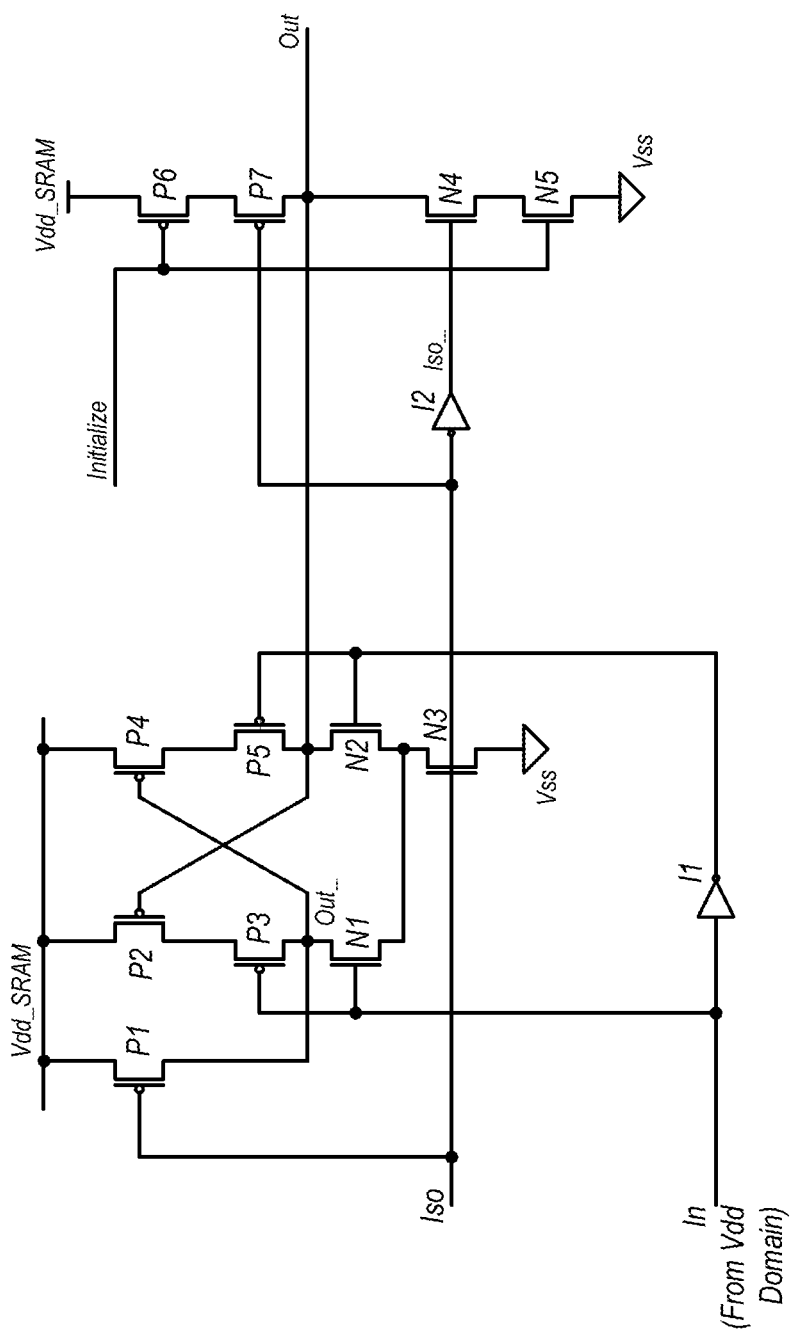 Vdd_SRAM
Vdd_SRAM
P1
P2
P4
P6
Initialize
P3
P5
P7
Out_
Out
N1
N2
Iso
N3
I2
Iso_
N4
N5
Vss
Vss
I1
In
(From Vdd
Domain)